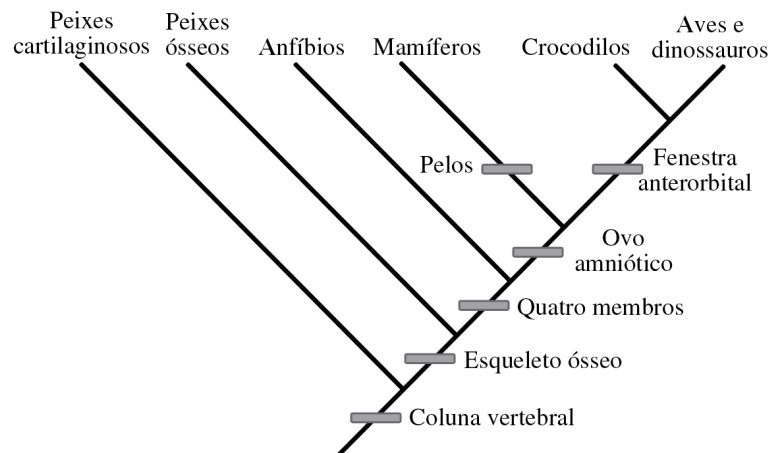 Peixes
cartilaginosos
Peixes
ósseos
Anfíbios
Mamíferos
Crocodilos
Aves e
dinossauros
Pelos
Fenestra
anterorbital
Ovo
amniótico
Quatro membros
Esqueleto ósseo
Coluna vertebral